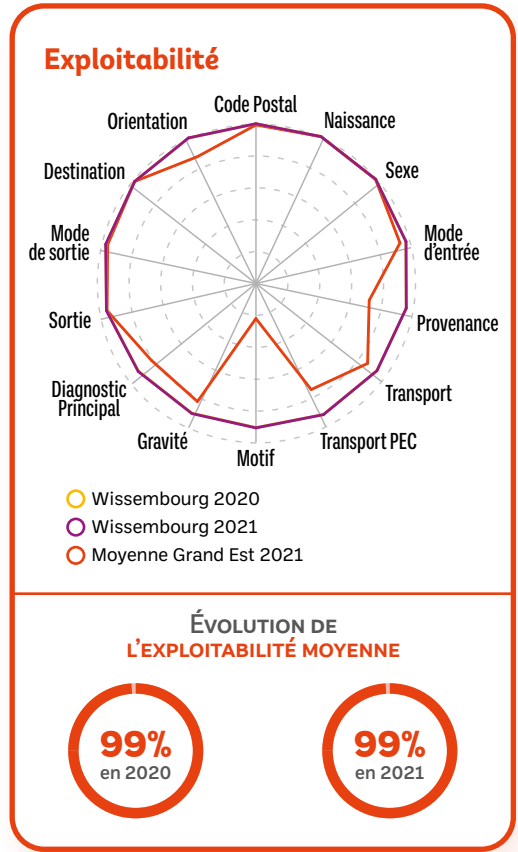 Exploitabilité
Code Postal
Orientation
Naissance
Destination
Sexe
Mode
de sortie
Mode
d'entrée
Sortie
Provenance
Diagnostic
Principal
Transport
Gravité
Transport PEC
Motif
Wissembourg 2020
Wissembourg 2021
Moyenne Grand Est 2021
ÉVOLUTION DE
L'EXPLOITABILITÉ MOYENNE
99%
en 2020
99%
en 2021